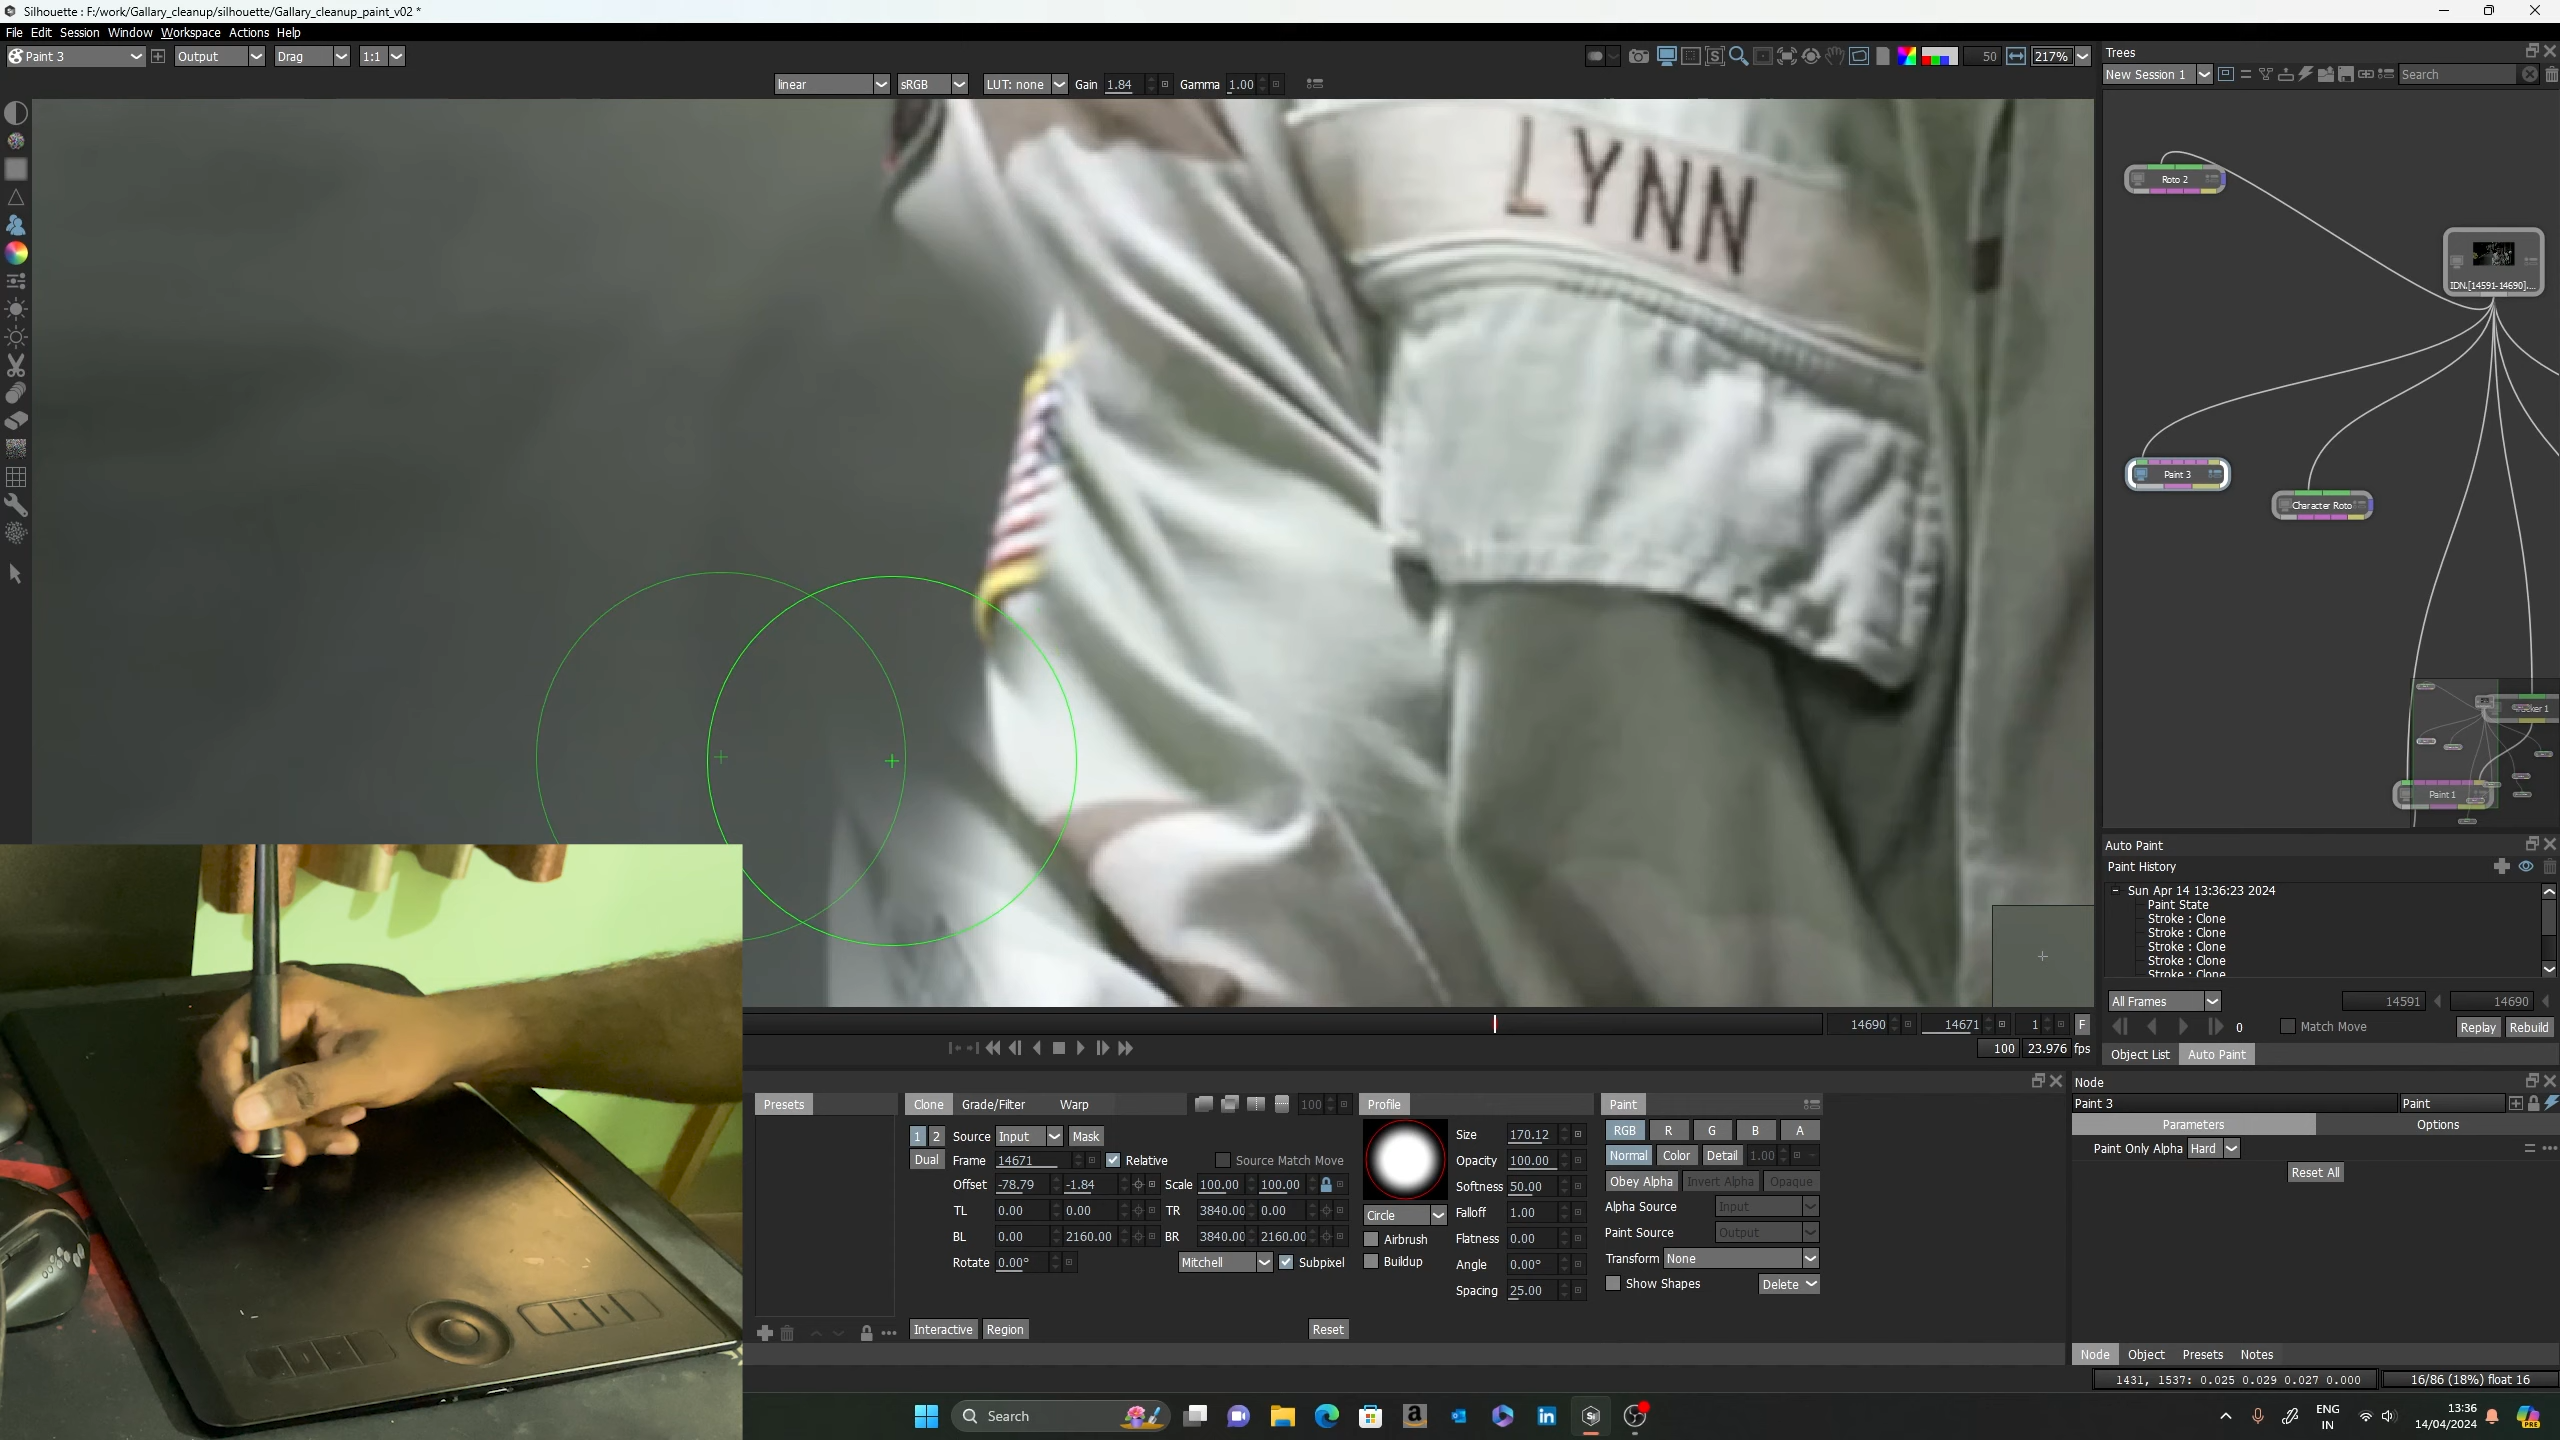 Silhouette : F:/work/Gallary_cleanup/silhouette/Gallary_cleanup_paint_v02 *
File Edit Session Window Workspace Actions Help
Paint 3 Output Drag 1:1
50 217%
linear sRGB LUT: none Gain 1.84 Gamma 1.00
LYNN
Trees
New Session 1 Search
Roto 2
IDN.[14591-14690]....
Paint 3
Character Roto
Paint 1
Auto Paint
Paint History
Sun Apr 14 13:36:23 2024
Paint State
Stroke : Clone
Stroke : Clone
Stroke : Clone
Stroke : Clone
Stroke : Clone
All Frames 14591 14690
0 Match Move Replay Rebuild
Object List Auto Paint
14690 14671 1 F
100 23.976 fps
Presets
Clone Grade/Filter Warp 100
1 2 Source Input Mask
Dual Frame 14671 Relative Source Match Move
Offset -78.79 -1.84 Scale 100.00 100.00
TL 0.00 0.00 TR 3840.00 0.00
BL 0.00 2160.00 BR 3840.00 2160.00
Rotate 0.00° Mitchell Subpixel
Interactive Region Reset
Profile
Circle
Airbrush
Buildup
Size 170.12
Opacity 100.00
Softness 50.00
Falloff 1.00
Flatness 0.00
Angle 0.00°
Spacing 25.00
Paint
RGB R G B A
Normal Color Detail 1.00
Obey Alpha Invert Alpha Opaque
Alpha Source Input
Paint Source Output
Transform None
Show Shapes Delete
Node
Paint 3 Paint
Parameters Options
Paint Only Alpha Hard
Reset All
Node Object Presets Notes
1431, 1537: 0.025 0.029 0.027 0.000 16/86 (18%) float 16
Search
ENG
IN
13:36
14/04/2024